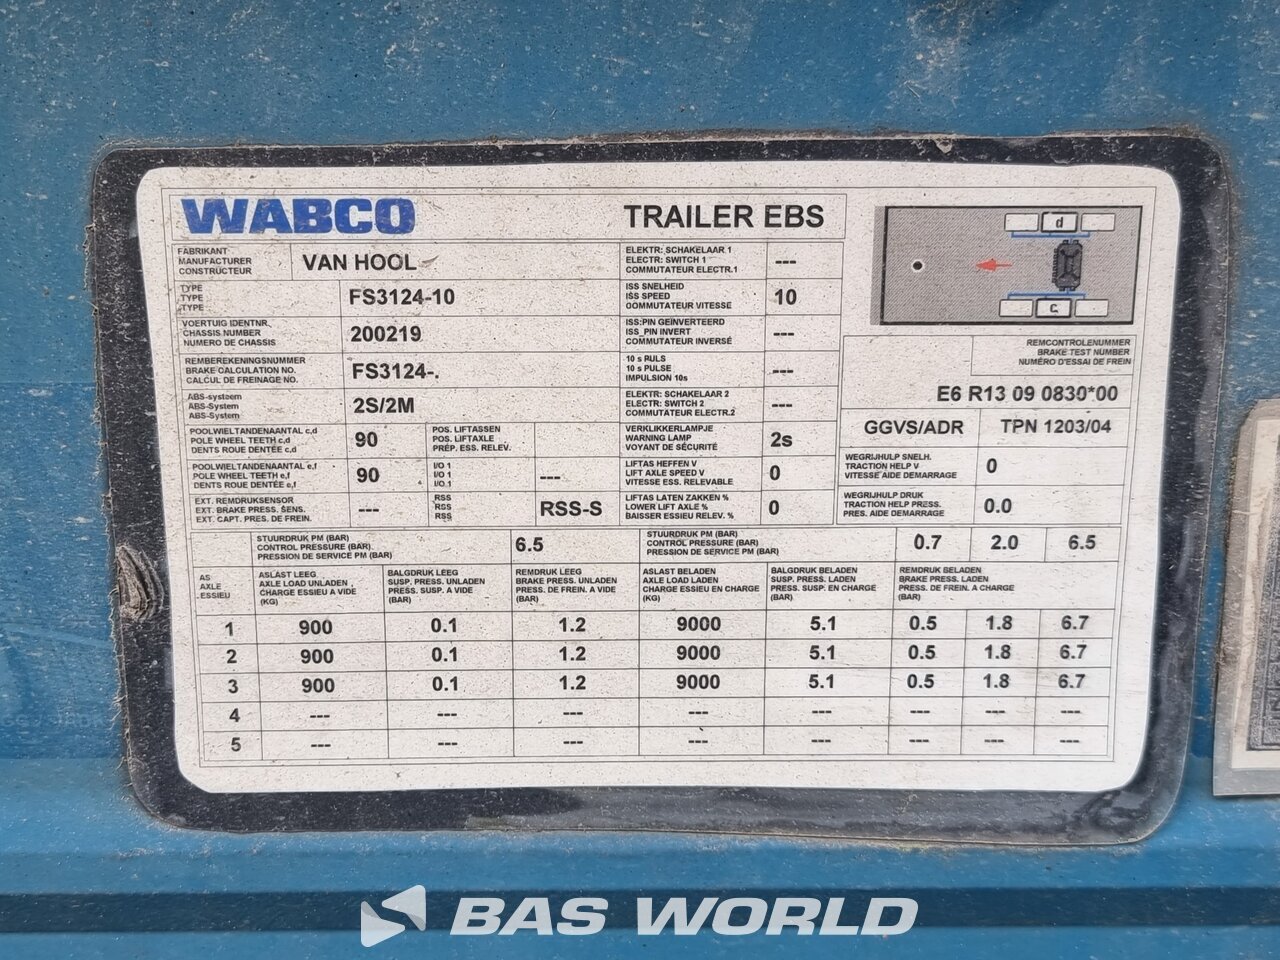 WABCO TRAILER EBS
FABRIKANT
MANUFACTURER
CONSTRUCTEUR
VAN HOOL
TYPE
TYPE
TYPE
FS3124-10
VOERTUIG IDENTNR.
CHASSIS NUMBER
NUMERO DE CHASSIS
200219
REMBEREKENINGSNUMMER
BRAKE CALCULATION NO.
CALCUL DE FREINAGE NO.
FS3124-.
ABS-systeem
ABS-System
ABS-System
2S/2M
POOLWIELTANDENAANTAL c,d
POLE WHEEL TEETH c,d
DENTS ROUE DENTÉE c,d
90
POS. LIFTASSEN
POS. LIFTAXLE
PRÉP. ESS. RELEV.
POOLWIELTANDENAANTAL e,f
POLE WHEEL TEETH e,f
DENTS ROUE DENTÉE e,f
90
I/O 1
I/O 1
I/O 1
---
EXT. REMDRUKSENSOR
EXT. BRAKE PRESS. SENS.
EXT. CAPT. PRES. DE FREIN.
---
RSS
RSS
RSS
RSS-S
ELEKTR: SCHAKELAAR 1
ELECTR: SWITCH 1
COMMUTATEUR ELECTR.1
---
ISS SNELHEID
ISS SPEED
COMMUTATEUR VITESSE
10
ISS:PIN GEÏNVERTEERD
ISS_PIN INVERT
COMMUTATEUR INVERSÉ
---
10 s PULS
10 s PULSE
IMPULSION 10s
---
ELEKTR: SCHAKELAAR 2
ELECTR: SWITCH 2
COMMUTATEUR ELECTR.2
---
VERKLIKKERLAMPJE
WARNING LAMP
VOYANT DE SÉCURITÉ
2s
LIFTAS HEFFEN V
LIFT AXLE SPEED V
VITESSE ESS. RELEVABLE
0
LIFTAS LATEN ZAKKEN %
LOWER LIFT AXLE %
BAISSER ESSIEU RELEV. %
0
d
c
REMCONTROLENUMMER
BRAKE TEST NUMBER
NUMÉRO D'ESSAI DE FREIN
E6 R13 09 0830*00
GGVS/ADR TPN 1203/04
WEGRIJHULP SNELH.
TRACTION HELP V
VITESSE AIDE DEMARRAGE
0
WEGRIJHULP DRUK
TRACTION HELP PRESS.
PRES. AIDE DEMARRAGE
0.0
STUURDRUK PM (BAR)
CONTROL PRESSURE (BAR)
PRESSION DE SERVICE PM (BAR)
6.5
STUURDRUK PM (BAR)
CONTROL PRESSURE (BAR)
PRESSION DE SERVICE PM (BAR)
0.7 2.0 6.5
AS
AXLE
ESSIEU
ASLAST LEEG
AXLE LOAD UNLADEN
CHARGE ESSIEU A VIDE
(KG)
BALGDRUK LEEG
SUSP. PRESS. UNLADEN
PRESS. SUSP. A VIDE
(BAR)
REMDRUK LEEG
BRAKE PRESS. UNLADEN
PRESS. DE FREIN. A VIDE
(BAR)
ASLAST BELADEN
AXLE LOAD LADEN
CHARGE ESSIEU EN CHARGE
(KG)
BALGDRUK BELADEN
SUSP. PRESS. LADEN
PRESS. SUSP. EN CHARGE
(BAR)
REMDRUK BELADEN
BRAKE PRESS. LADEN
PRESS. DE FREIN. A CHARGE
(BAR)
1 900 0.1 1.2 9000 5.1 0.5 1.8 6.7
2 900 0.1 1.2 9000 5.1 0.5 1.8 6.7
3 900 0.1 1.2 9000 5.1 0.5 1.8 6.7
4 --- --- --- --- --- --- --- ---
5 --- --- --- --- --- --- --- ---
BAS WORLD